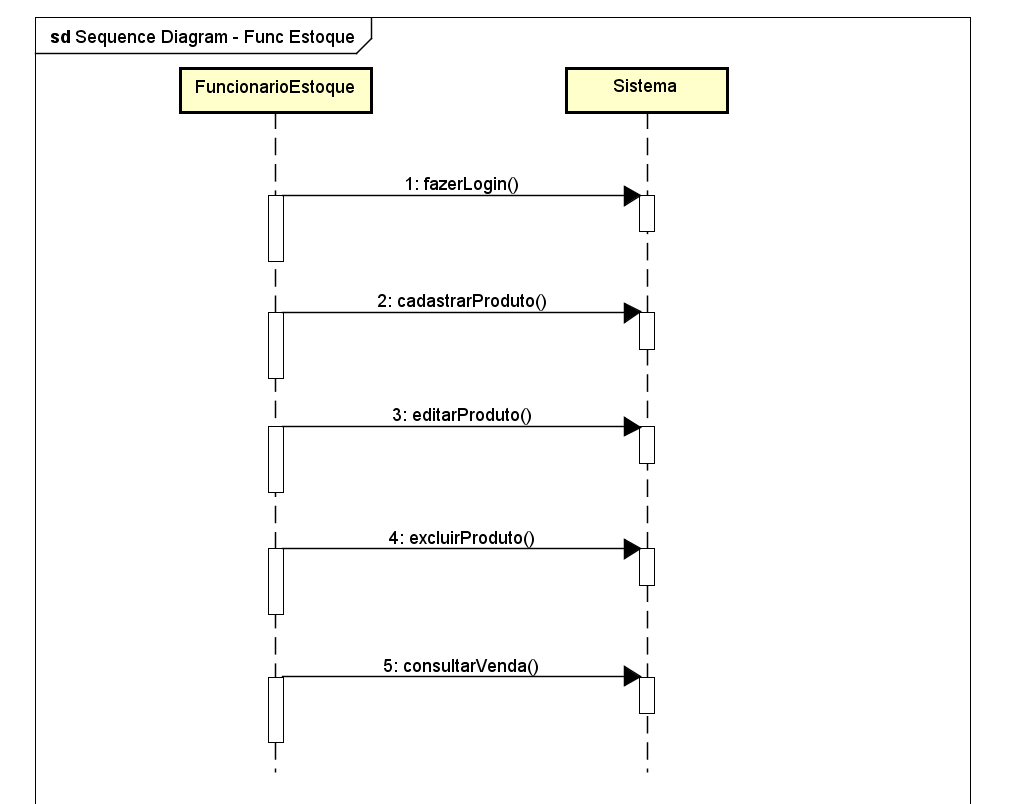 sd Sequence Diagram - Func Estoque
FuncionarioEstoque
Sistema
1: fazerLogin()
2: cadastrarProduto()
3: editarProduto()
4: excluirProduto()
5: consultarVenda()